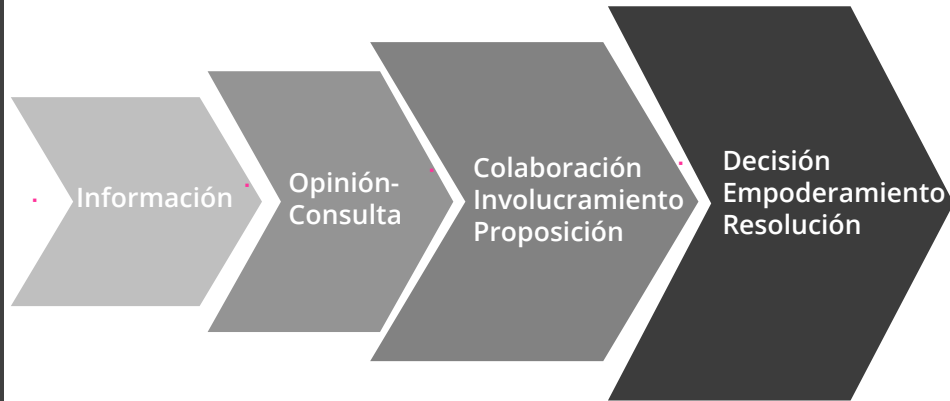 Información
Opinión-
Consulta
Colaboración
Involucramiento
Proposición
Decisión
Empoderamiento
Resolución